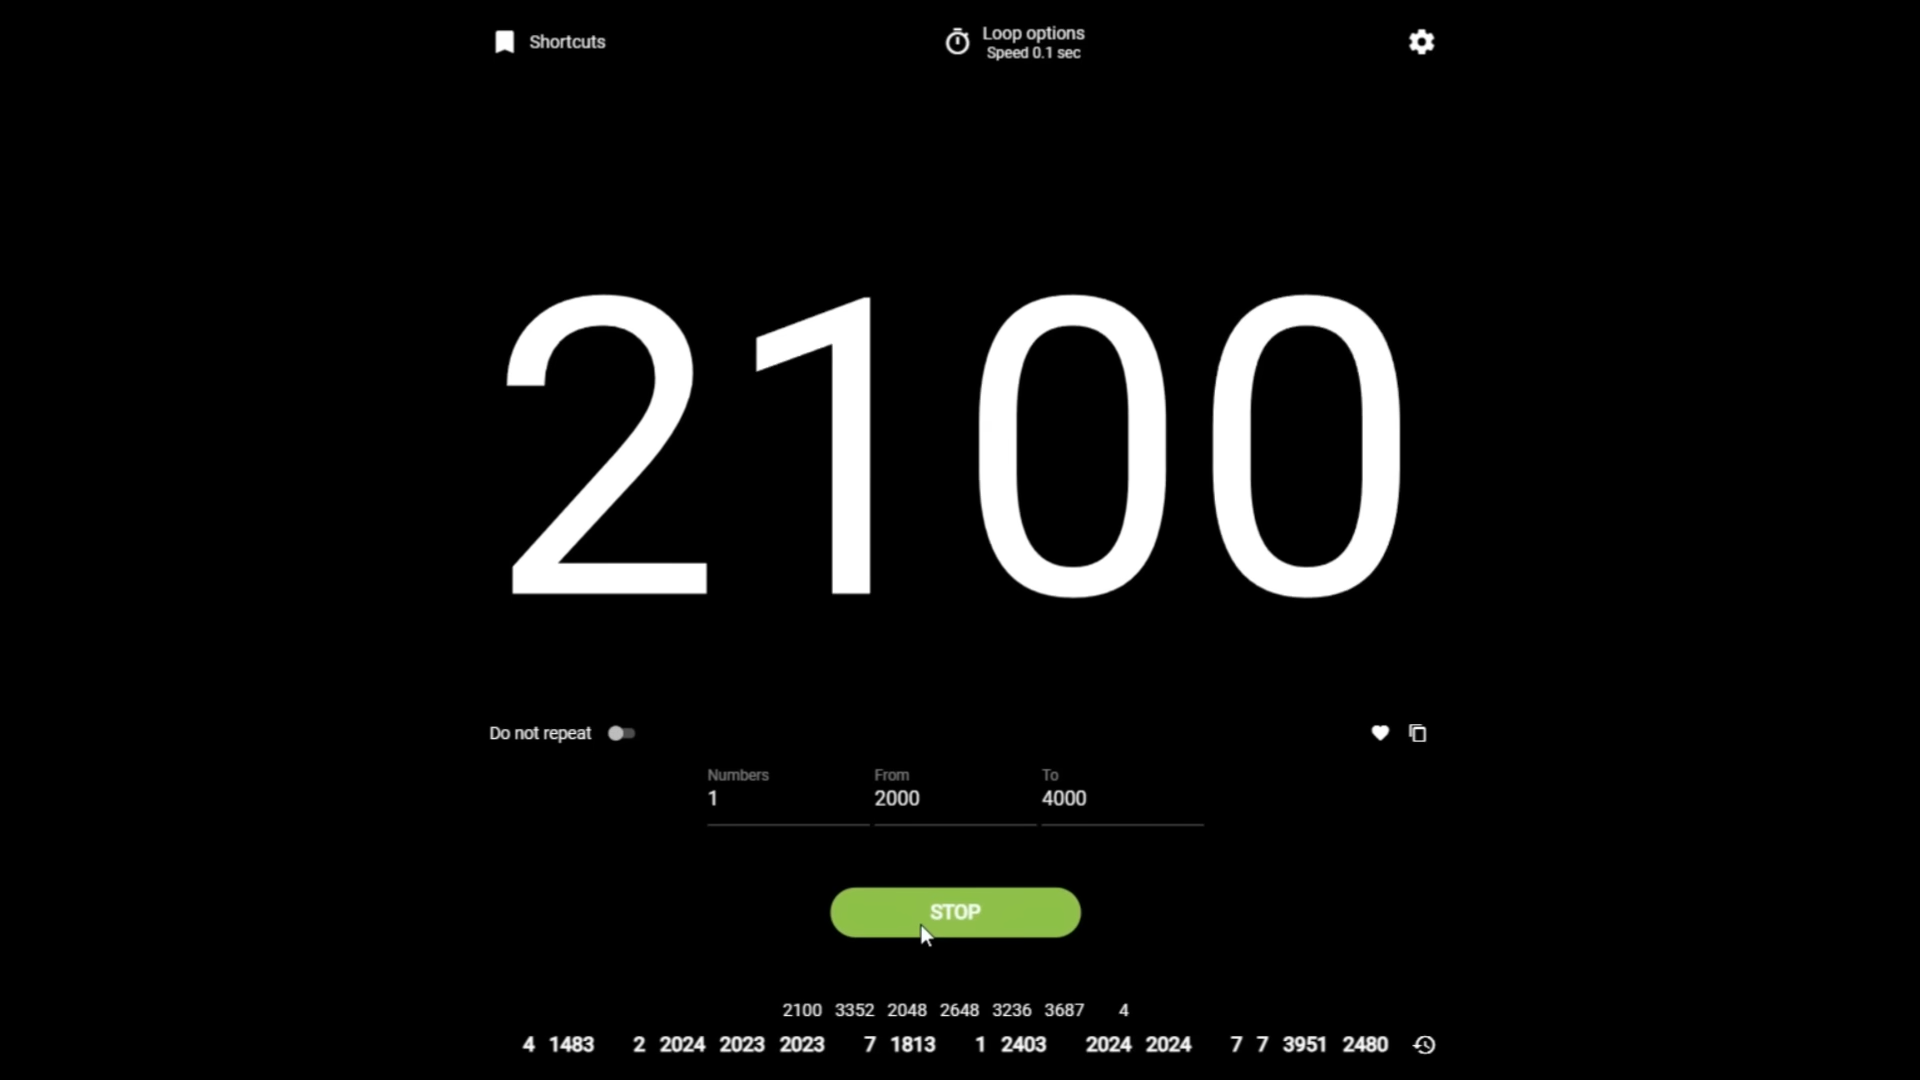 Shortcuts
Loop options
Speed 0.1 sec
2100
Do not repeat
Numbers From To
1 2000 4000
STOP
2100 3352 2048 2648 3236 3687 4
4 1483 2 2024 2023 2023 7 1813 1 2403 2024 2024 7 7 3951 2480